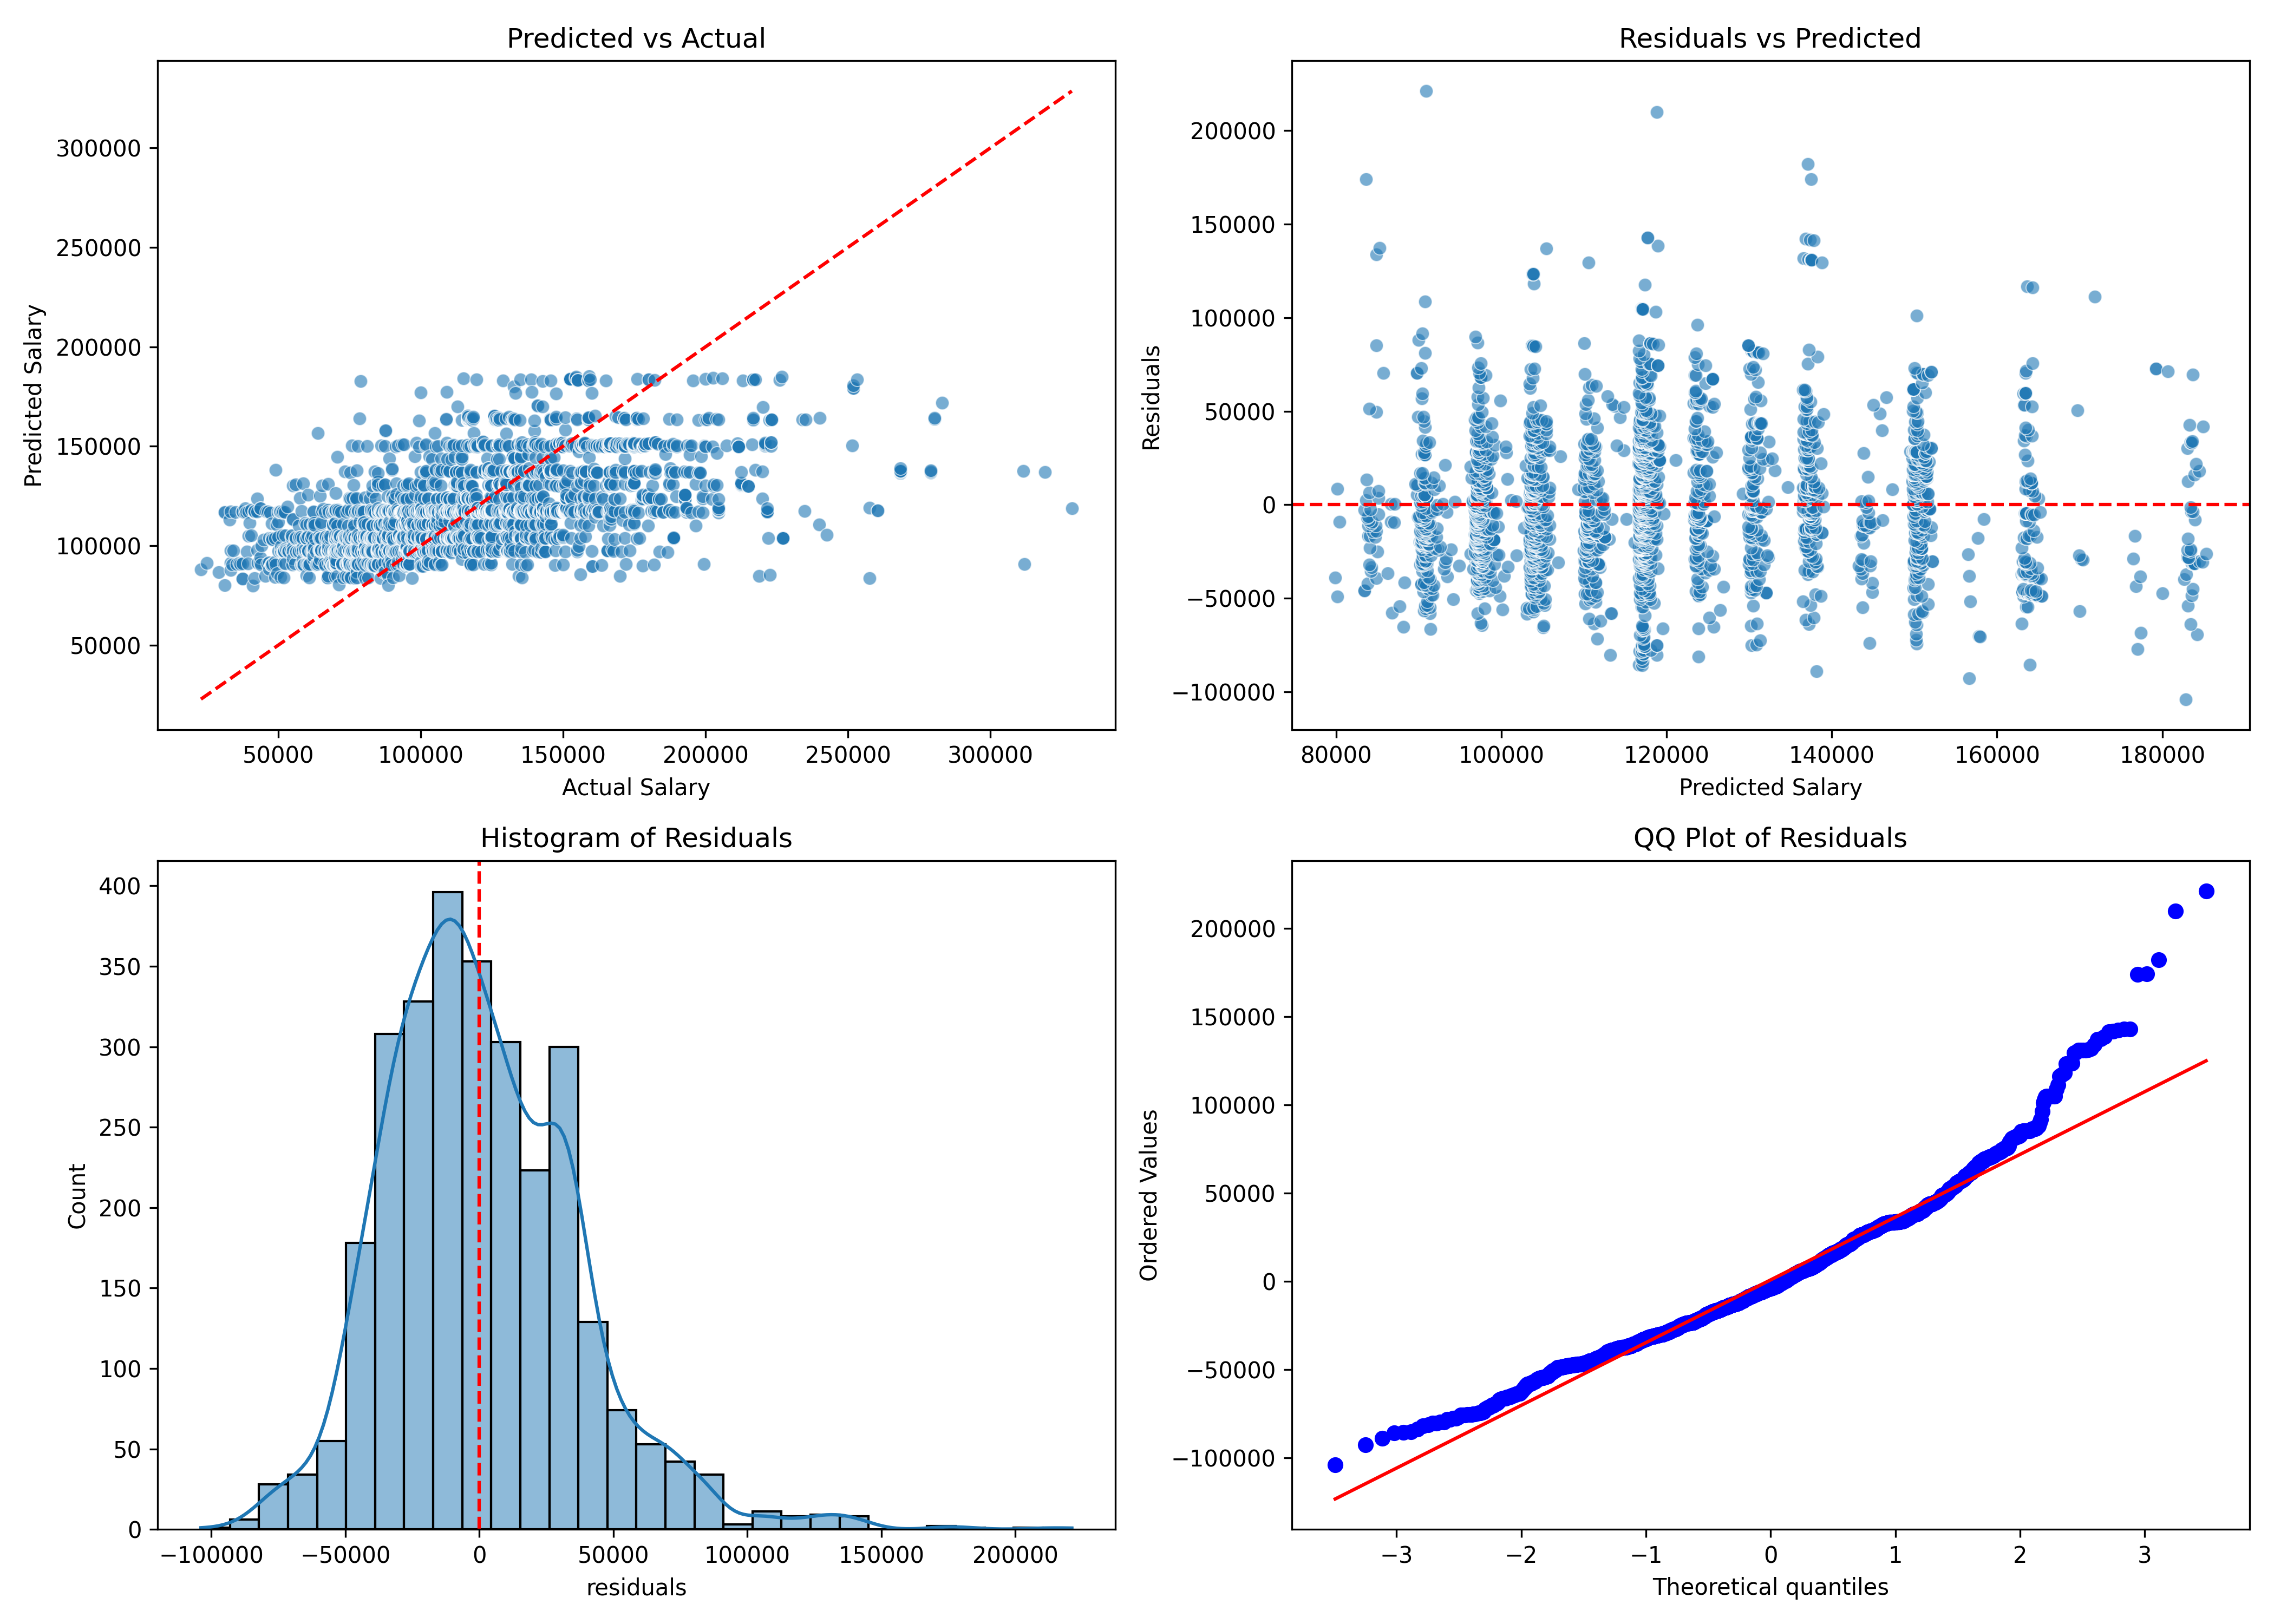 Predicted vs Actual
Predicted Salary
300000
250000
200000
150000
100000
50000
50000 100000 150000 200000 250000 300000
Actual Salary
Residuals vs Predicted
Residuals
200000
150000
100000
50000
0
−50000
−100000
80000 100000 120000 140000 160000 180000
Predicted Salary
Histogram of Residuals
Count
400
350
300
250
200
150
100
50
0
−100000 −50000 0 50000 100000 150000 200000
residuals
QQ Plot of Residuals
Ordered Values
200000
150000
100000
50000
0
−50000
−100000
−3 −2 −1 0 1 2 3
Theoretical quantiles